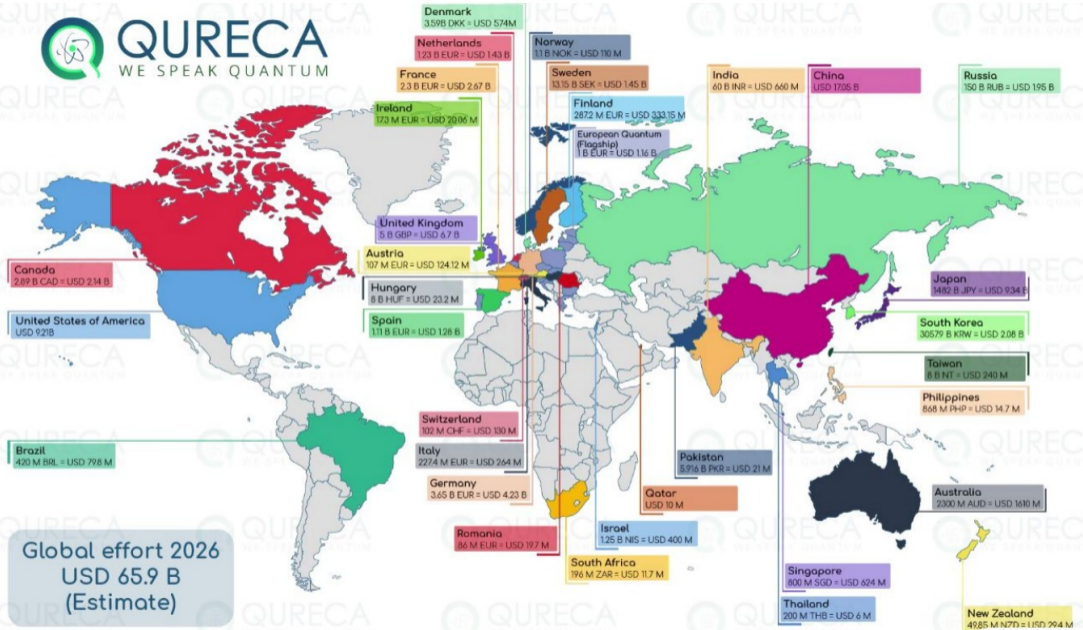 QURECA
WE SPEAK QUANTUM
Denmark
3.59B DKK = USD 574M
Netherlands
1.23 B EUR = USD 1.43 B
France
2.3 B EUR = USD 2.67 B
Ireland
17.3 M EUR = USD 20.06 M
Norway
1.1 B NOK = USD 110 M
Sweden
13.15 B SEK = USD 1.45 B
Finland
287.2 M EUR = USD 333.15 M
European Quantum
(Flagship)
1 B EUR = USD 1.16 B
India
60 B INR = USD 660 M
China
USD 17.05 B
Russia
150 B RUB = USD 1.95 B
United Kingdom
5 B GBP = USD 6.7 B
Austria
107 M EUR = USD 124.12 M
Hungary
8 B HUF = USD 23.2 M
Spain
1.11 B EUR = USD 1.28 B
Canada
2.89 B CAD = USD 2.14 B
United States of America
USD 9.21B
Japan
1482 B JPY = USD 9.34 B
South Korea
3057.9 B KRW = USD 2.08 B
Taiwan
8 B NT = USD 240 M
Philippines
868 M PHP = USD 14.7 M
Brazil
420 M BRL = USD 79.8 M
Switzerland
102 M CHF = USD 130 M
Italy
227.4 M EUR = USD 264 M
Germany
3.65 B EUR = USD 4.23 B
Romania
M EUR = USD 19.7 M
Pakistan
5.916 B PKR = USD 21 M
Qatar
USD 10 M
Israel
1.25 B NIS = USD 400 M
South Africa
196 M ZAR = USD 11.7 M
Australia
2300 M AUD = USD 1610 M
Singapore
800 M SGD = USD 624 M
Thailand
200 M THB = USD 6 M
New Zealand
49.85 M NZD = USD 29.4 M
Global effort 2026
USD 65.9 B
(Estimate)